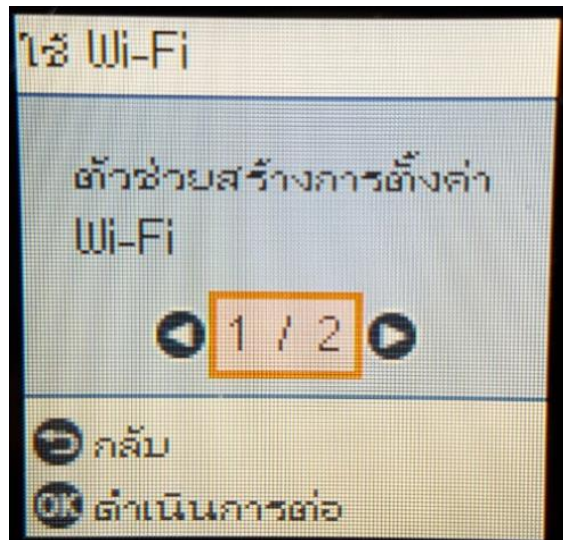 ใช้ Wi-Fi
ตัวช่วยสร้างการตั้งค่า
Wi-Fi
1 / 2
กลับ
OK ดำเนินการต่อ